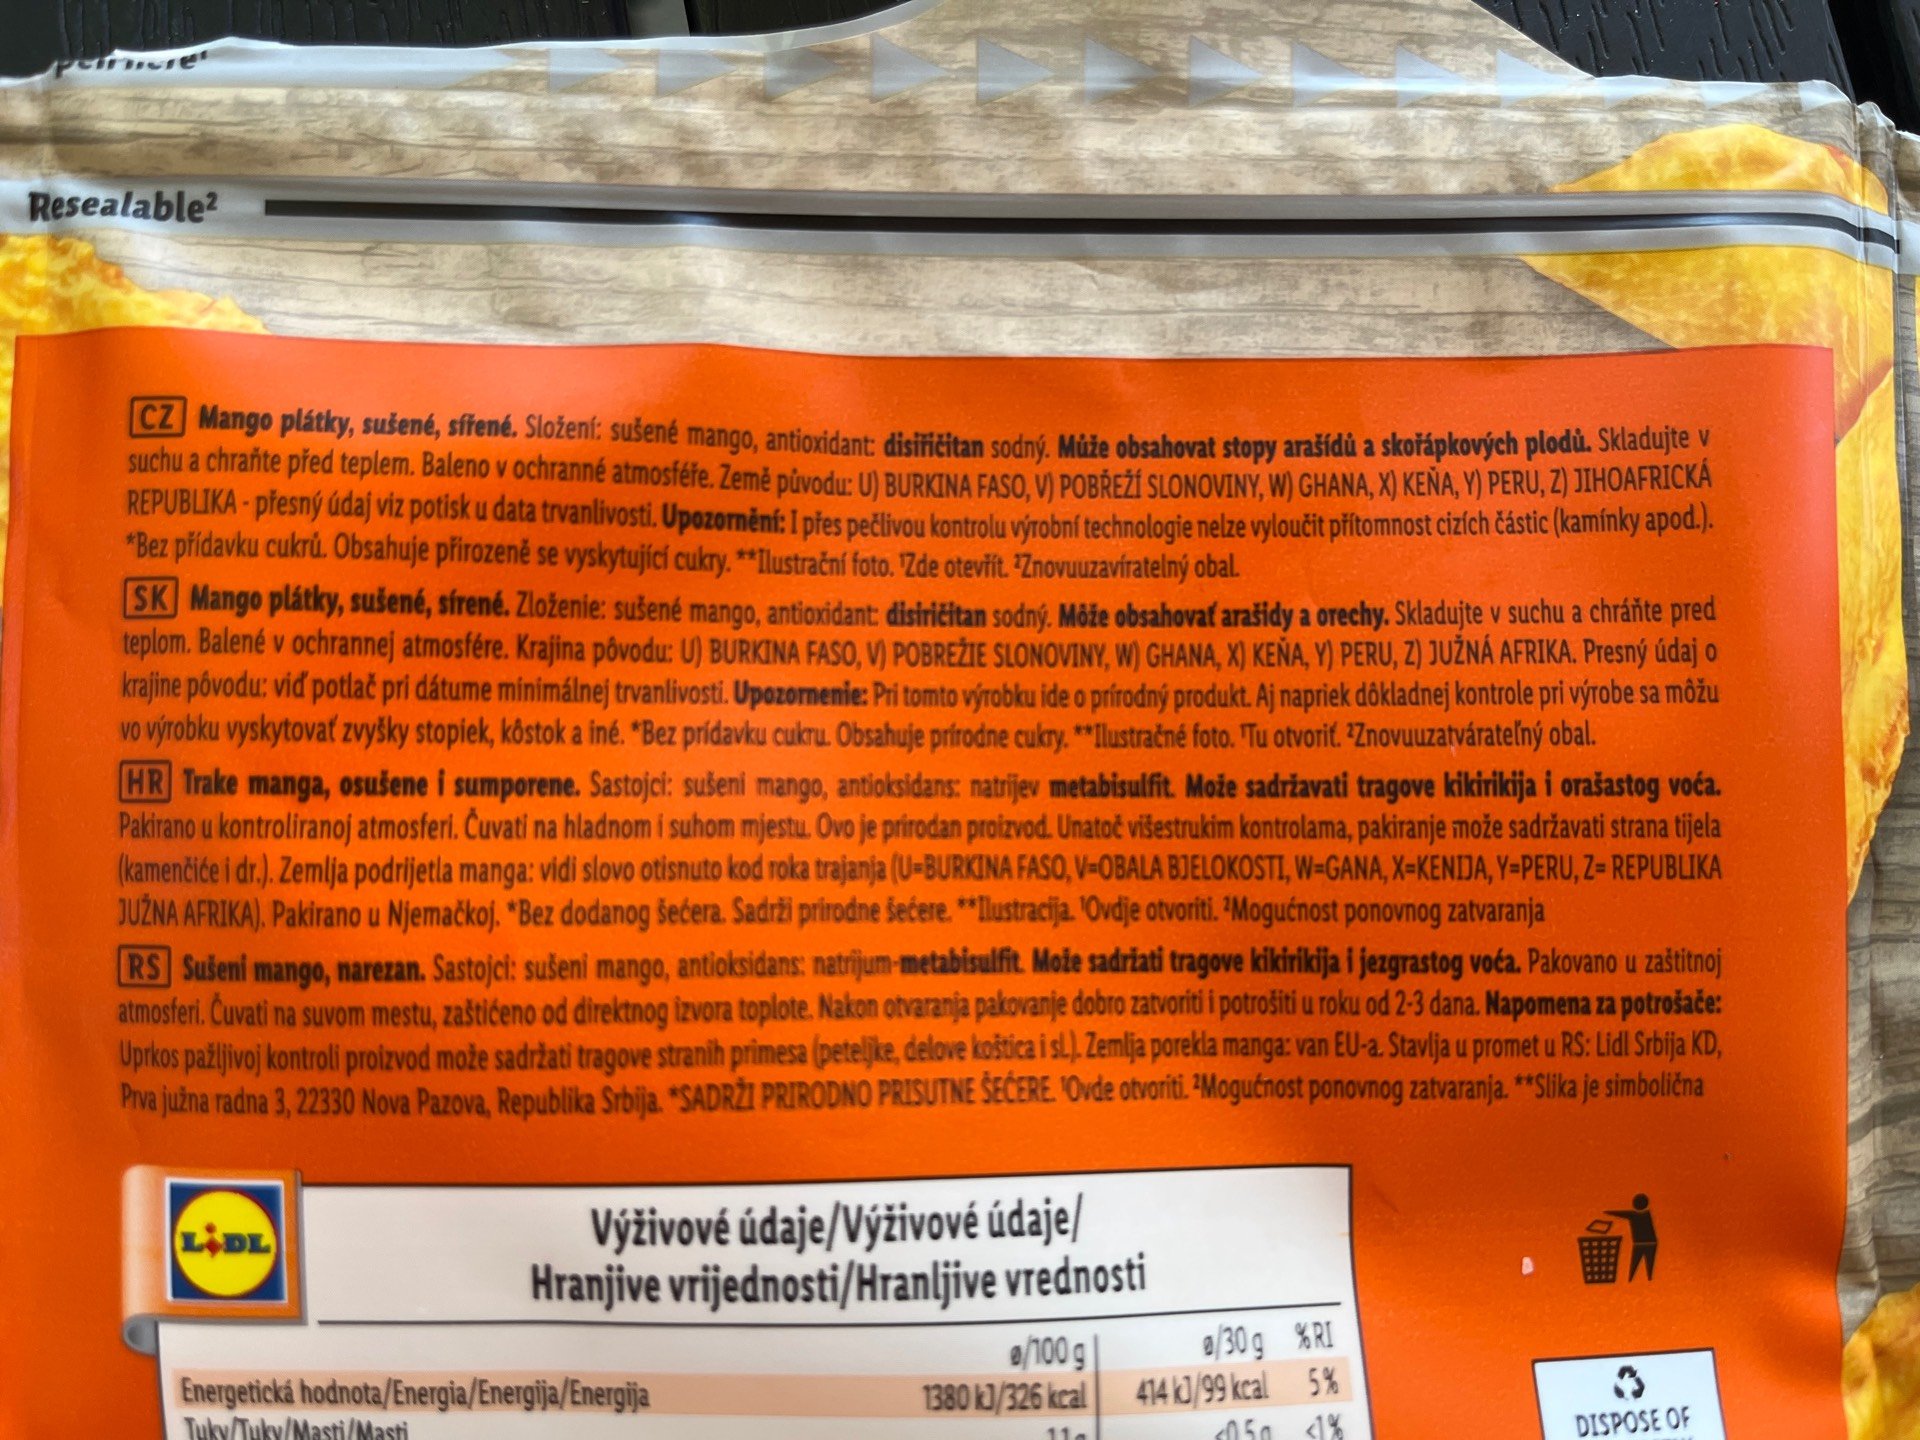 Resealable²
CZ Mango plátky, sušené, sířené. Složení: sušené mango, antioxidant: disiřičitan sodný. Může obsahovat stopy arašídů a skořápkových plodů. Skladujte v
suchu a chraňte před teplem. Baleno v ochranné atmosféře. Země původu: U) BURKINA FASO, V) POBŘEŽÍ SLONOVINY, W) GHANA, X) KEŇA, Y) PERU, Z) JIHOAFRICKÁ
REPUBLIKA - přesný údaj viz potisk u data trvanlivosti. Upozornění: I přes pečlivou kontrolu výrobní technologie nelze vyloučit přítomnost cizích částic (kamínky apod.).
*Bez přídavku cukrů. Obsahuje přirozeně se vyskytující cukry. **Ilustrační foto. ¹Zde otevřít. ²Znovuuzavíratelný obal.
SK Mango plátky, sušené, sírené. Zloženie: sušené mango, antioxidant: disiričitan sodný. Môže obsahovať arašidy a orechy. Skladujte v suchu a chráňte pred
teplom. Balené v ochrannej atmosfére. Krajina pôvodu: U) BURKINA FASO, V) POBREŽIE SLONOVINY, W) GHANA, X) KEŇA, Y) PERU, Z) JUŽNÁ AFRIKA. Presný údaj o
krajine pôvodu: viď potlač pri dátume minimálnej trvanlivosti. Upozornenie: Pri tomto výrobku ide o prírodný produkt. Aj napriek dôkladnej kontrole pri výrobe sa môžu
vo výrobku vyskytovať zvyšky stopiek, kôstok a iné. *Bez prídavku cukru. Obsahuje prírodne cukry. **Ilustračné foto. ¹Tu otvoriť. ²Znovuuzatvárateľný obal.
HR Trake manga, osušene i sumporene. Sastojci: sušeni mango, antioksidans: natrijev metabisulfit. Može sadržavati tragove kikirikija i orašastog voća.
Pakirano u kontroliranoj atmosferi. Čuvati na hladnom i suhom mjestu. Ovo je prirodan proizvod. Unatoč višestrukim kontrolama, pakiranje može sadržavati strana tijela
(kamenčiće i dr.). Zemlja podrijetla manga: vidi slovo otisnuto kod roka trajanja (U=BURKINA FASO, V=OBALA BJELOKOSTI, W=GANA, X=KENIJA, Y=PERU, Z= REPUBLIKA
JUŽNA AFRIKA). Pakirano u Njemačkoj. *Bez dodanog šećera. Sadrži prirodne šećere. **Ilustracija. ¹Ovdje otvoriti. ²Mogućnost ponovnog zatvaranja
RS Sušeni mango, narezan. Sastojci: sušeni mango, antioksidans: natrijum-metabisulfit. Može sadržati tragove kikirikija i jezgrastog voća. Pakovano u zaštitnoj
atmosferi. Čuvati na suvom mestu, zaštićeno od direktnog izvora toplote. Nakon otvaranja pakovanje dobro zatvoriti i potrošiti u roku od 2-3 dana. Napomena za potrošače:
Uprkos pažljivoj kontroli proizvod može sadržati tragove stranih primesa (peteljke, delove koštica i sl.). Zemlja porekla manga: van EU-a. Stavlja u promet u RS: Lidl Srbija KD,
Prva južna radna 3, 22330 Nova Pazova, Republika Srbija. *SADRŽI PRIRODNO PRISUTNE ŠEĆERE. ¹Ovde otvoriti. ²Mogućnost ponovnog zatvaranja. **Slika je simbolična
LIDL
Výživové údaje/Výživové údaje/
Hranjive vrijednosti/Hranljive vrednosti
ø/100 g ø/30 g %RI
Energetická hodnota/Energia/Energija/Energija 1380 kJ/326 kcal 414 kJ/99 kcal 5%
Tuky/Tuky/Masti/Masti <0,5g <1%
DISPOSE OF